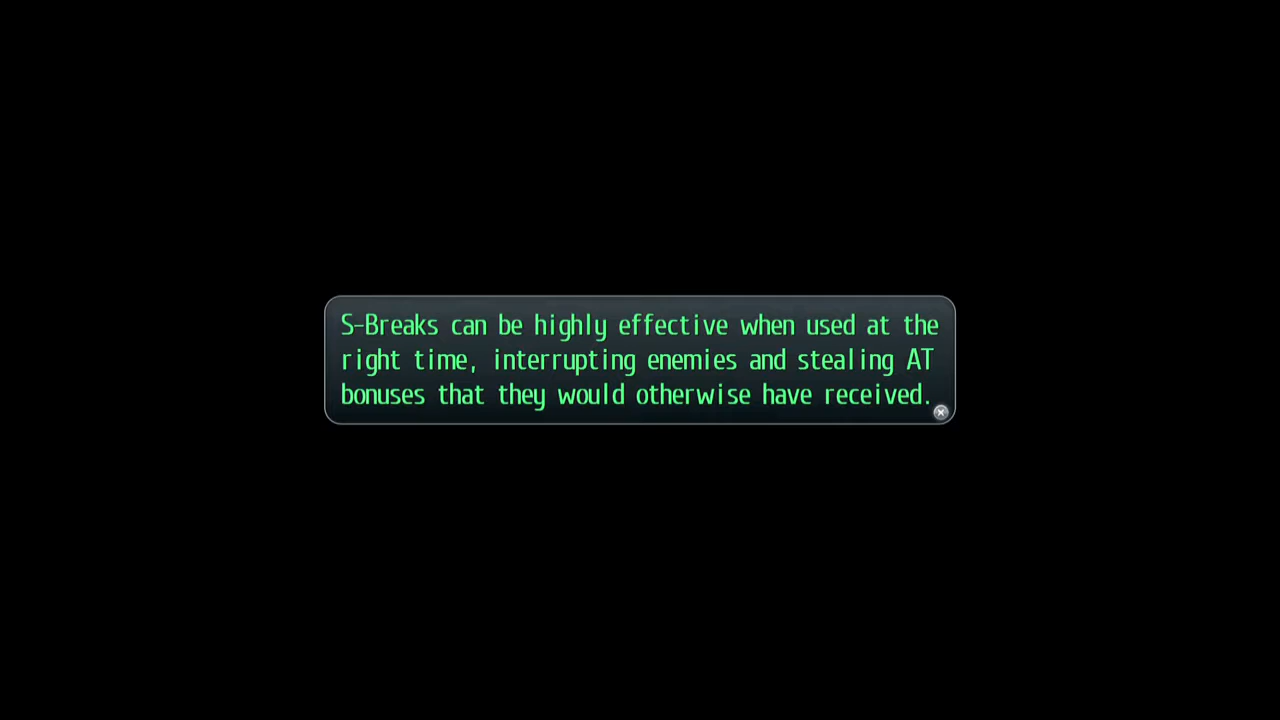 S-Breaks can be highly effective when used at the
right time, interrupting enemies and stealing AT
bonuses that they would otherwise have received.